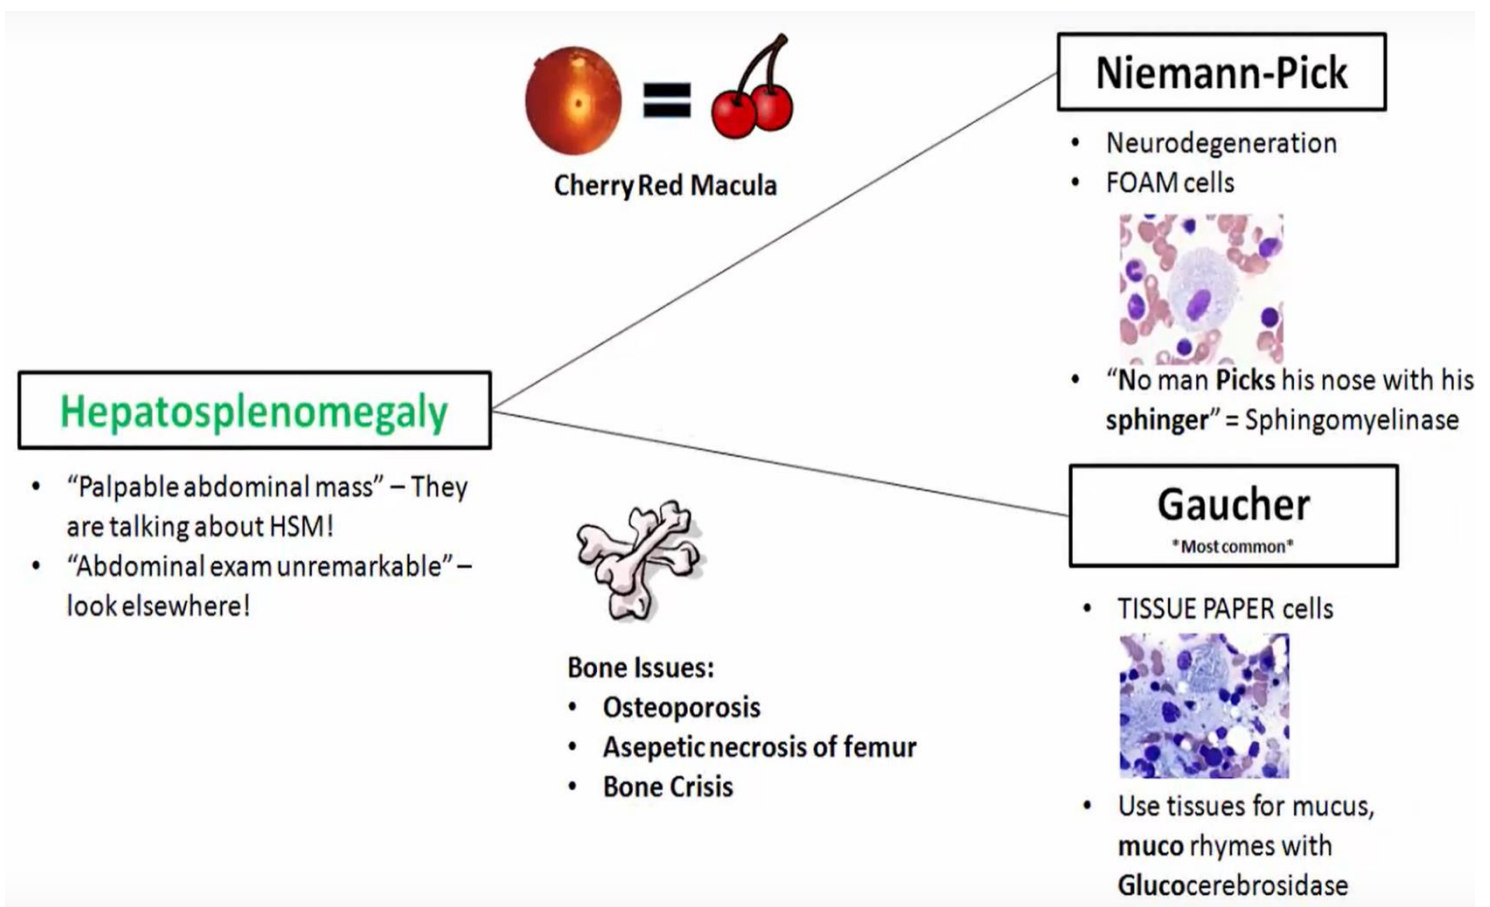 Cherry Red Macula
Niemann-Pick
• Neurodegeneration
• FOAM cells
• “No man Picks his nose with his
sphinger” = Sphingomyelinase
Hepatosplenomegaly
• “Palpable abdominal mass” – They
are talking about HSM!
• “Abdominal exam unremarkable” –
look elsewhere!
Bone Issues:
• Osteoporosis
• Asepetic necrosis of femur
• Bone Crisis
Gaucher
*Most common*
• TISSUE PAPER cells
• Use tissues for mucus,
muco rhymes with
Glucocerebrosidase